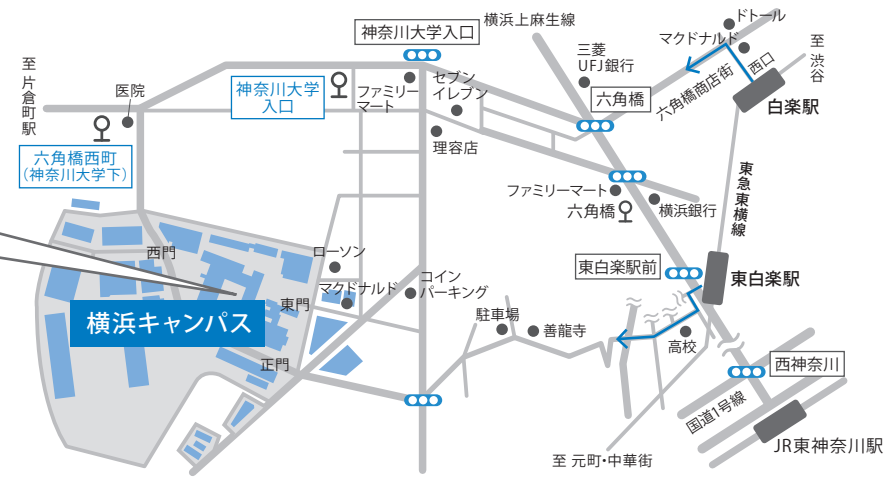 ドトール
横浜上麻生線
神奈川大学入口
マクドナルド
至 渋谷
三菱
UFJ銀行
西口
至 片倉町駅
医院
神奈川大学
入口
ファミリー
マート
セブン
イレブン
六角橋
六角橋商店街
白楽駅
理容店
六角橋西町
（神奈川大学下）
ファミリーマート
六角橋
横浜銀行
東急東横線
西門
ローソン
東白楽駅前
東白楽駅
マクドナルド
コイン
パーキング
東門
横浜キャンパス
駐車場
善龍寺
高校
正門
西神奈川
国道1号線
JR東神奈川駅
至 元町・中華街